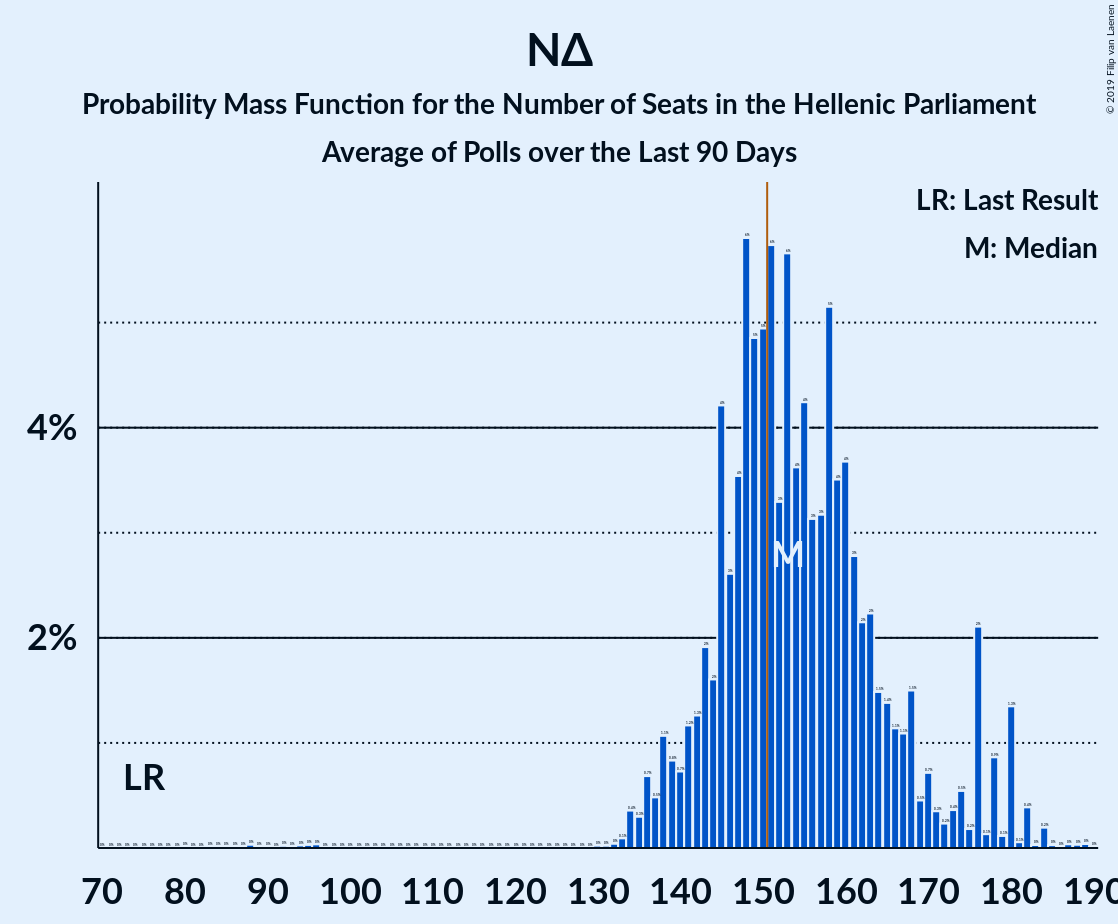 ΝΔ
Probability Mass Function for the Number of Seats in the Hellenic Parliament
Average of Polls over the Last 90 Days
© 2019 Filip van Laenen
LR: Last Result
M: Median
4%
2%
LR
M
70 80 90 100 110 120 130 140 150 160 170 180 190